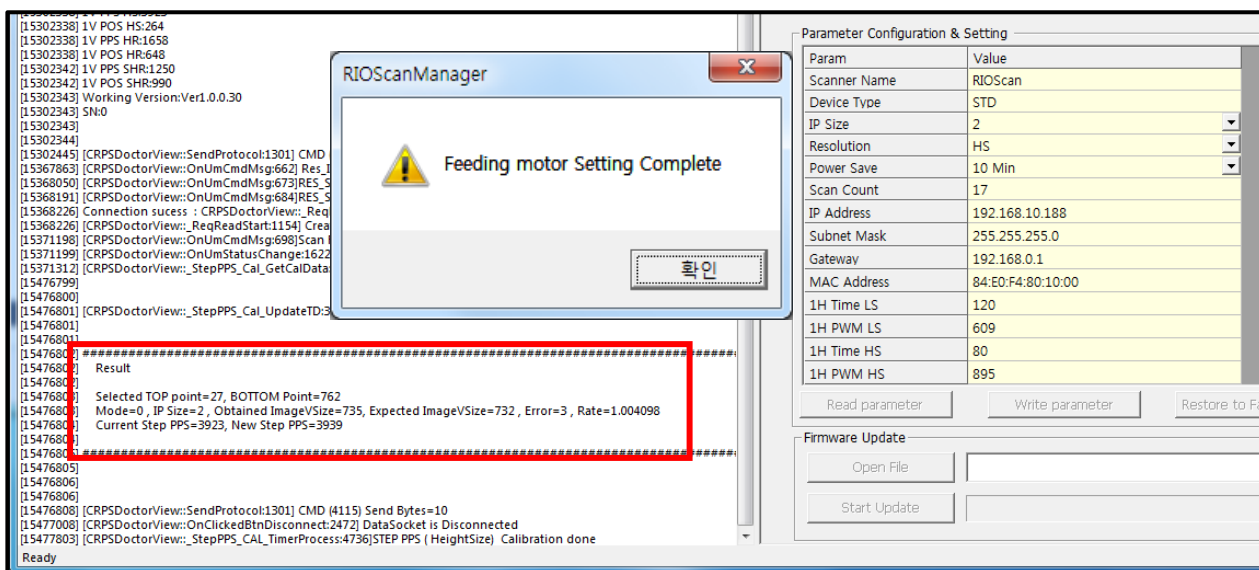 [15302338] 1V POS HS:264
[15302338] 1V PPS HR:1658
[15302338] 1V POS HR:648
[15302342] 1V PPS SHR:1250
[15302342] 1V POS SHR:990
[15302343] Working Version:Ver1.0.0.30
[15302343] SN:0
[15302343]
[15302344]
[15302445] [CRPSDoctorView::SendProtocol:1301] CMD
[15367863] [CRPSDoctorView::OnUmCmdMsg:662] Res_I
[15368050] [CRPSDoctorView::OnUmCmdMsg:673]RES_S
[15368191] [CRPSDoctorView::OnUmCmdMsg:684]RES_S
[15368226] Connection sucess : CRPSDoctorView::_Req
[15368226] [CRPSDoctorView::_ReqReadStart:1154] Crea
[15371198] [CRPSDoctorView::OnUmCmdMsg:698]Scan
[15371199] [CRPSDoctorView::OnUmStatusChange:1622
[15371312] [CRPSDoctorView::_StepPPS_Cal_GetCalData:
[15476799]
[15476800]
[15476801] [CRPSDoctorView::_StepPPS_Cal_UpdateTD:3
[15476801]
[15476801]
Result
Selected TOP point=27, BOTTOM Point=762
Mode=0 , IP Size=2 , Obtained ImageVSize=735, Expected ImageVSize=732 , Error=3 , Rate=1.004098
Current Step PPS=3923, New Step PPS=3939
[15476805]
[15476806]
[15476806]
[15476808] [CRPSDoctorView::SendProtocol:1301] CMD (4115) Send Bytes=10
[15477008] [CRPSDoctorView::OnClickedBtnDisconnect:2472] DataSocket is Disconnected
[15477803] [CRPSDoctorView::_StepPPS_CAL_TimerProcess:4736]STEP PPS ( HeightSize) Calibration done
Ready
RIOScanManager
Feeding motor Setting Complete
확인
Parameter Configuration & Setting
Param Value
Scanner Name RIOScan
Device Type STD
IP Size 2
Resolution HS
Power Save 10 Min
Scan Count 17
IP Address 192.168.10.188
Subnet Mask 255.255.255.0
Gateway 192.168.0.1
MAC Address 84:E0:F4:80:10:00
1H Time LS 120
1H PWM LS 609
1H Time HS 80
1H PWM HS 895
Read parameter Write parameter Restore to Fa
Firmware Update
Open File
Start Update